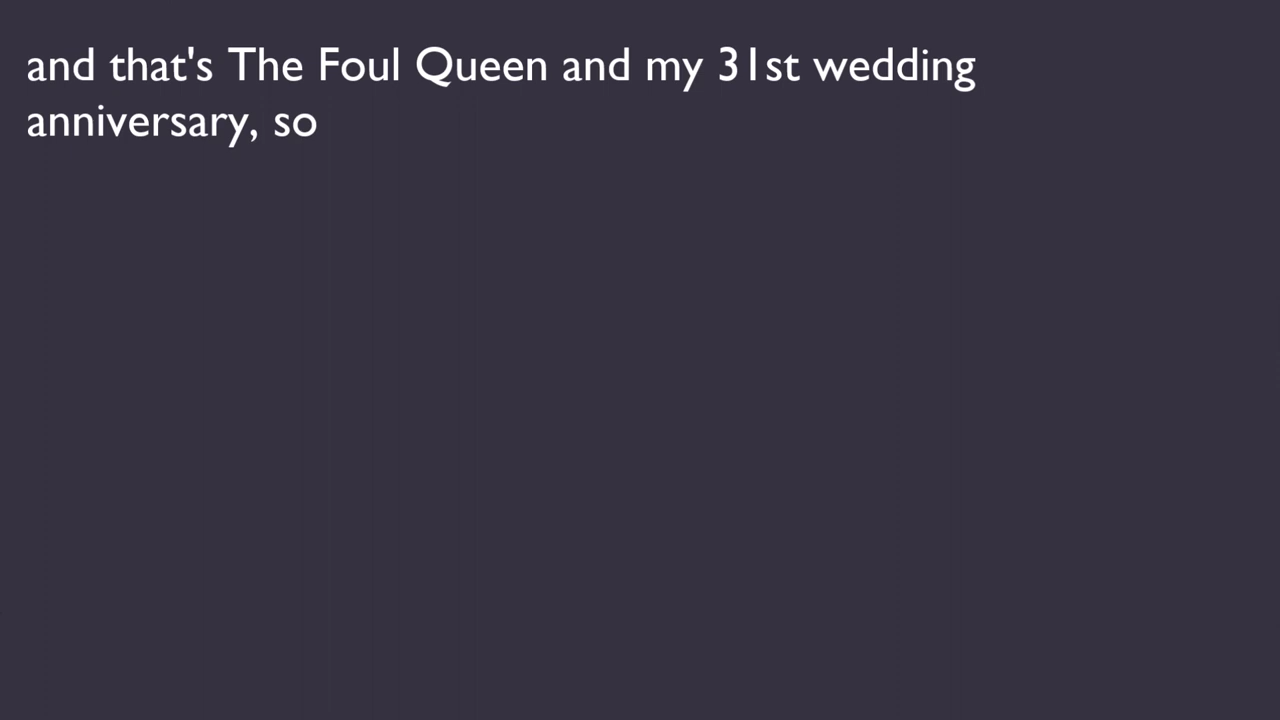 and that's The Foul Queen and my 31st wedding
anniversary, so